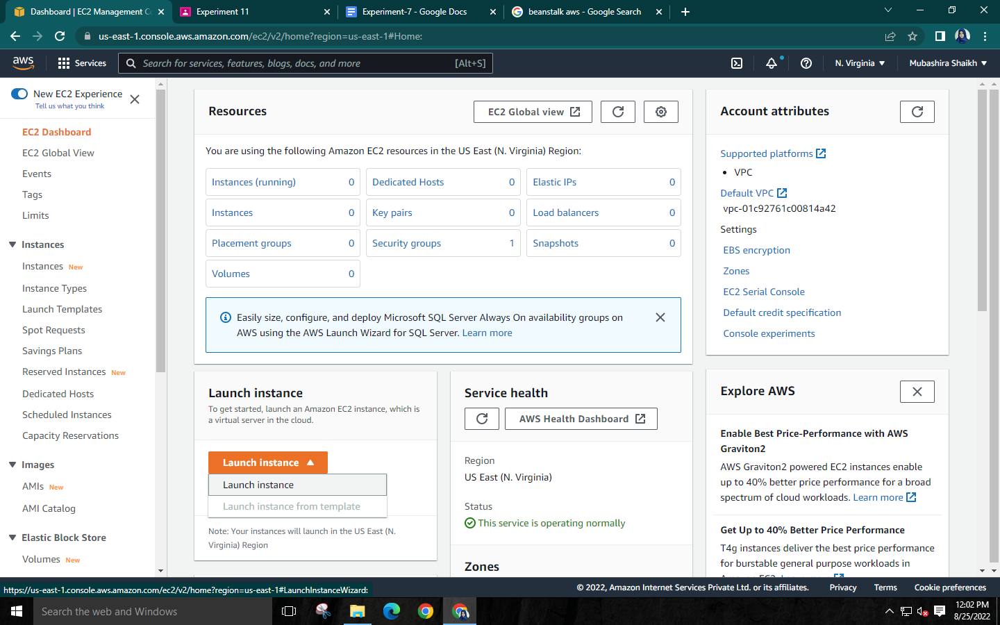 Dashboard | EC2 Management C
Experiment 11
Experiment-7 - Google Docs
beanstalk aws - Google Search
us-east-1.console.aws.amazon.com/ec2/v2/home?region=us-east-1#Home:
aws
Services
Search for services, features, blogs, docs, and more
[Alt+S]
N. Virginia
Mubashira Shaikh
New EC2 Experience
Tell us what you think
EC2 Dashboard
EC2 Global View
Events
Tags
Limits
Instances
Instances New
Instance Types
Launch Templates
Spot Requests
Savings Plans
Reserved Instances New
Dedicated Hosts
Scheduled Instances
Capacity Reservations
Images
AMIs New
AMI Catalog
Elastic Block Store
Volumes New
Resources
EC2 Global view
You are using the following Amazon EC2 resources in the US East (N. Virginia) Region:
Instances (running) 0
Dedicated Hosts 0
Elastic IPs 0
Instances 0
Key pairs 0
Load balancers 0
Placement groups 0
Security groups 1
Snapshots 0
Volumes 0
Easily size, configure, and deploy Microsoft SQL Server Always On availability groups on
AWS using the AWS Launch Wizard for SQL Server. Learn more
Launch instance
To get started, launch an Amazon EC2 instance, which is
a virtual server in the cloud.
Launch instance
Launch instance
Launch instance from template
Note: Your instances will launch in the US East (N.
Virginia) Region
Service health
AWS Health Dashboard
Region
US East (N. Virginia)
Status
This service is operating normally
Zones
Account attributes
Supported platforms
• VPC
Default VPC
vpc-01c92761c00814a42
Settings
EBS encryption
Zones
EC2 Serial Console
Default credit specification
Console experiments
Explore AWS
Enable Best Price-Performance with AWS
Graviton2
AWS Graviton2 powered EC2 instances enable
up to 40% better price performance for a broad
spectrum of cloud workloads. Learn more
Get Up to 40% Better Price Performance
T4g instances deliver the best price performance
for burstable general purpose workloads in
https://us-east-1.console.aws.amazon.com/ec2/v2/home?region=us-east-1#LaunchInstanceWizard:
© 2022, Amazon Internet Services Private Ltd. or its affiliates.
Privacy
Terms
Cookie preferences
Search the web and Windows
12:02 PM
8/25/2022